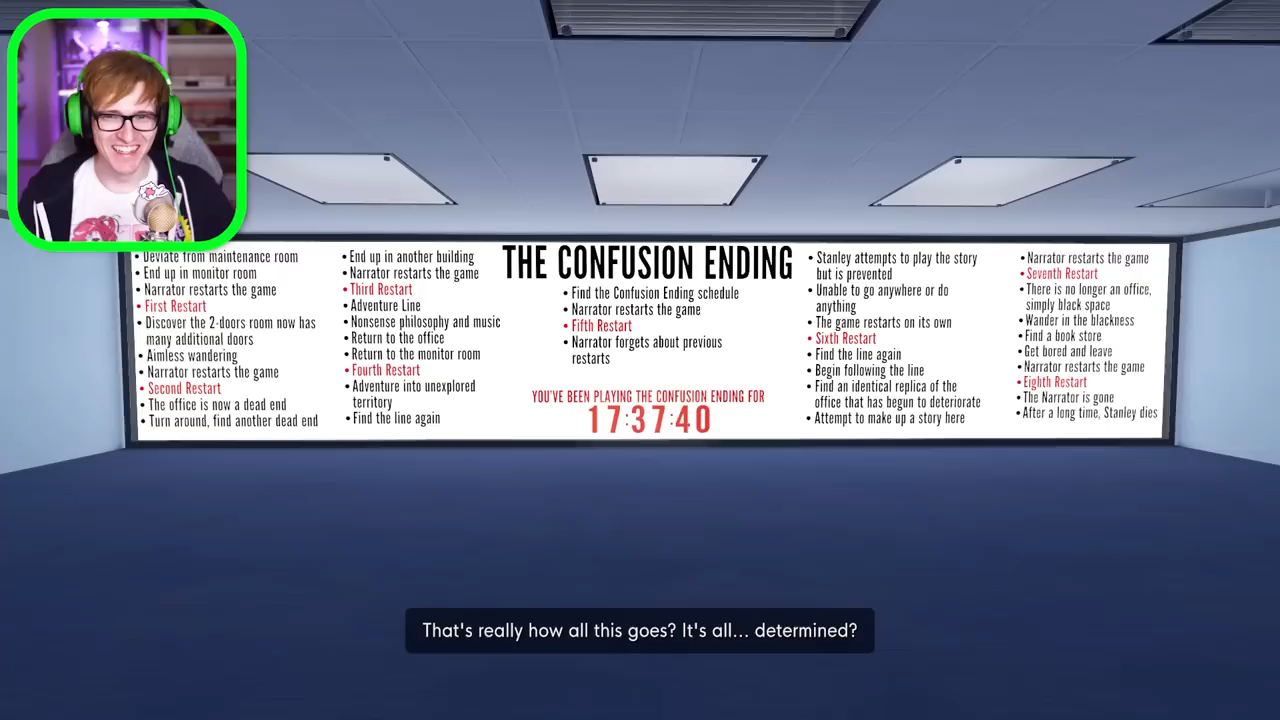 Deviate from maintenance room
• End up in monitor room
• Narrator restarts the game
• First Restart
• Discover the 2-doors room now has
many additional doors
• Aimless wandering
• Narrator restarts the game
• Second Restart
• The office is now a dead end
• Turn around, find another dead end
• End up in another building
• Narrator restarts the game
• Third Restart
• Adventure Line
• Nonsense philosophy and music
• Return to the office
• Return to the monitor room
• Fourth Restart
• Adventure into unexplored
territory
• Find the line again
THE CONFUSION ENDING
• Find the Confusion Ending schedule
• Narrator restarts the game
• Fifth Restart
• Narrator forgets about previous
restarts
YOU'VE BEEN PLAYING THE CONFUSION ENDING FOR
17:37:40
• Stanley attempts to play the story
but is prevented
• Unable to go anywhere or do
anything
• The game restarts on its own
• Sixth Restart
• Find the line again
• Begin following the line
• Find an identical replica of the
office that has begun to deteriorate
• Attempt to make up a story here
• Narrator restarts the game
• Seventh Restart
• There is no longer an office,
simply black space
• Wander in the blackness
• Find a book store
• Get bored and leave
• Narrator restarts the game
• Eighth Restart
• The Narrator is gone
• After a long time, Stanley dies
That's really how all this goes? It's all... determined?